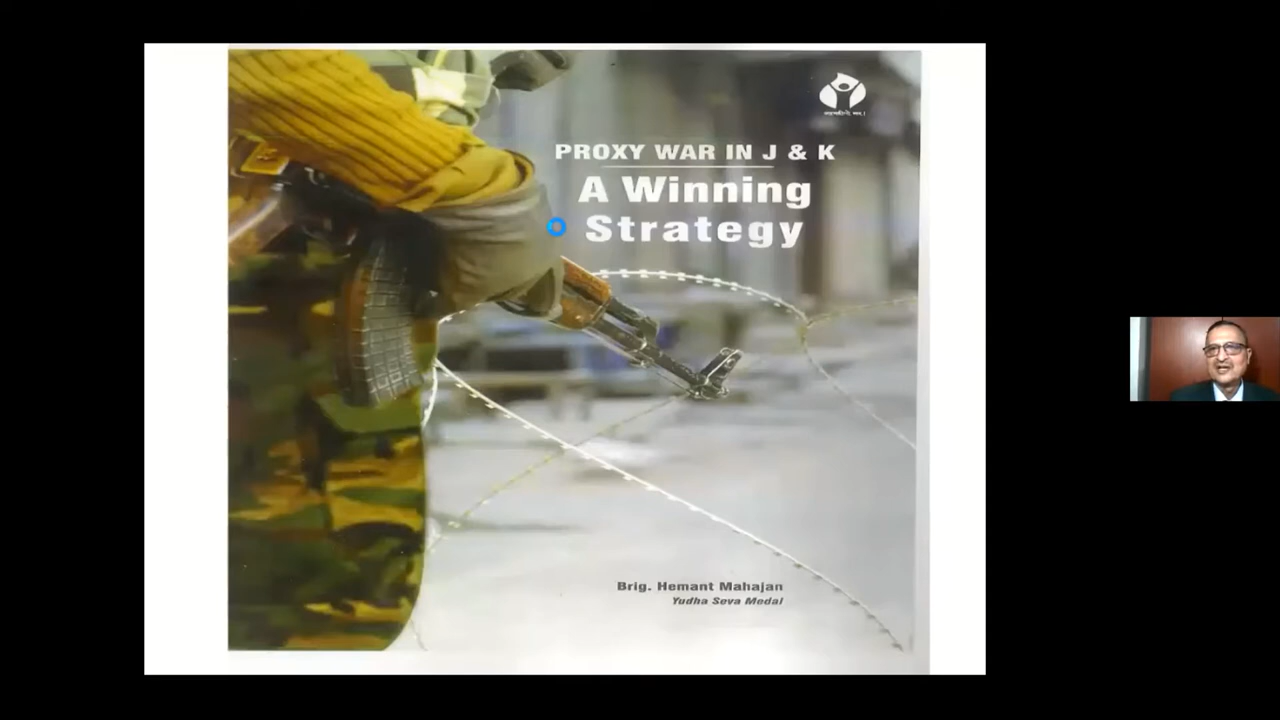 PROXY WAR IN J & K
A Winning
Strategy
Brig. Hemant Mahajan
Yudha Seva Medal